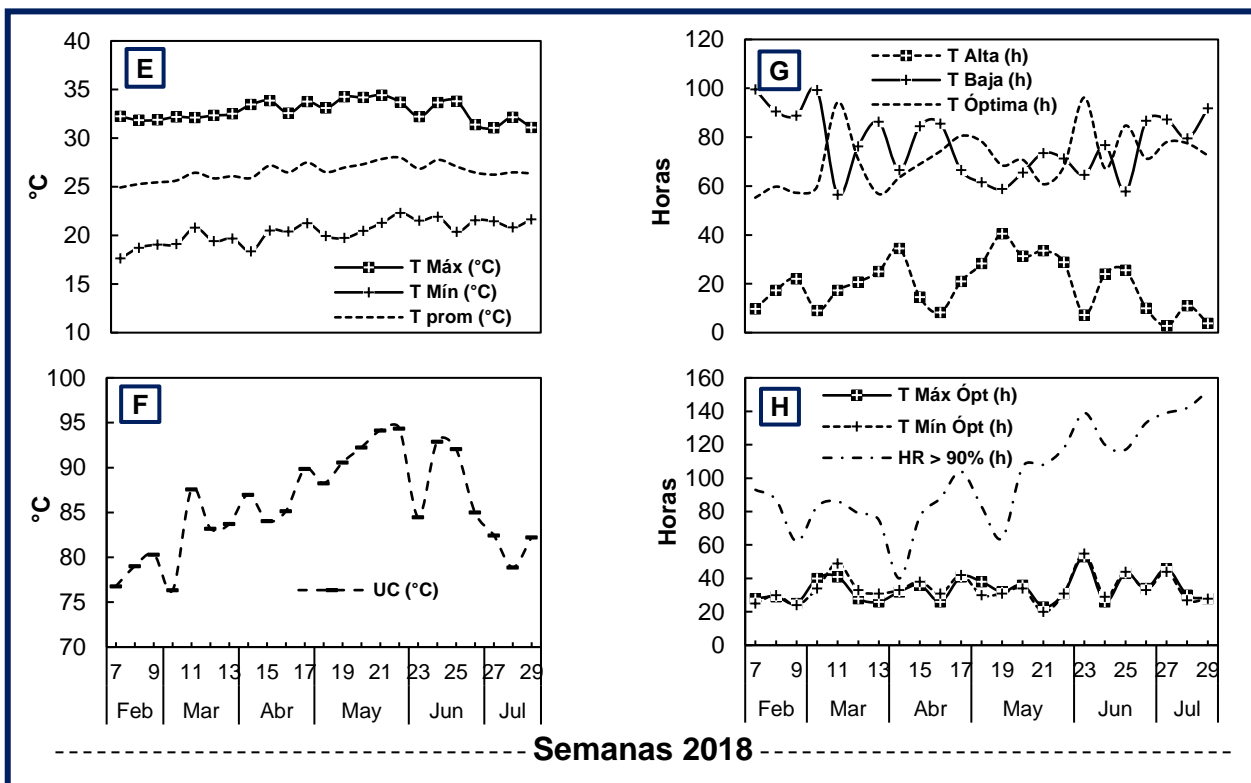 E
°C
40
35
30
25
20
15
10
T Máx (°C)
T Mín (°C)
T prom (°C)
G
Horas
120
100
80
60
40
20
0
T Alta (h)
T Baja (h)
T Óptima (h)
F
°C
100
95
90
85
80
75
70
UC (°C)
7 9 11 13 15 17 19 21 23 25 27 29
Feb Mar Abr May Jun Jul
H
Horas
160
140
120
100
80
60
40
20
0
T Máx Ópt (h)
T Mín Ópt (h)
HR > 90% (h)
7 9 11 13 15 17 19 21 23 25 27 29
Feb Mar Abr May Jun Jul
Semanas 2018